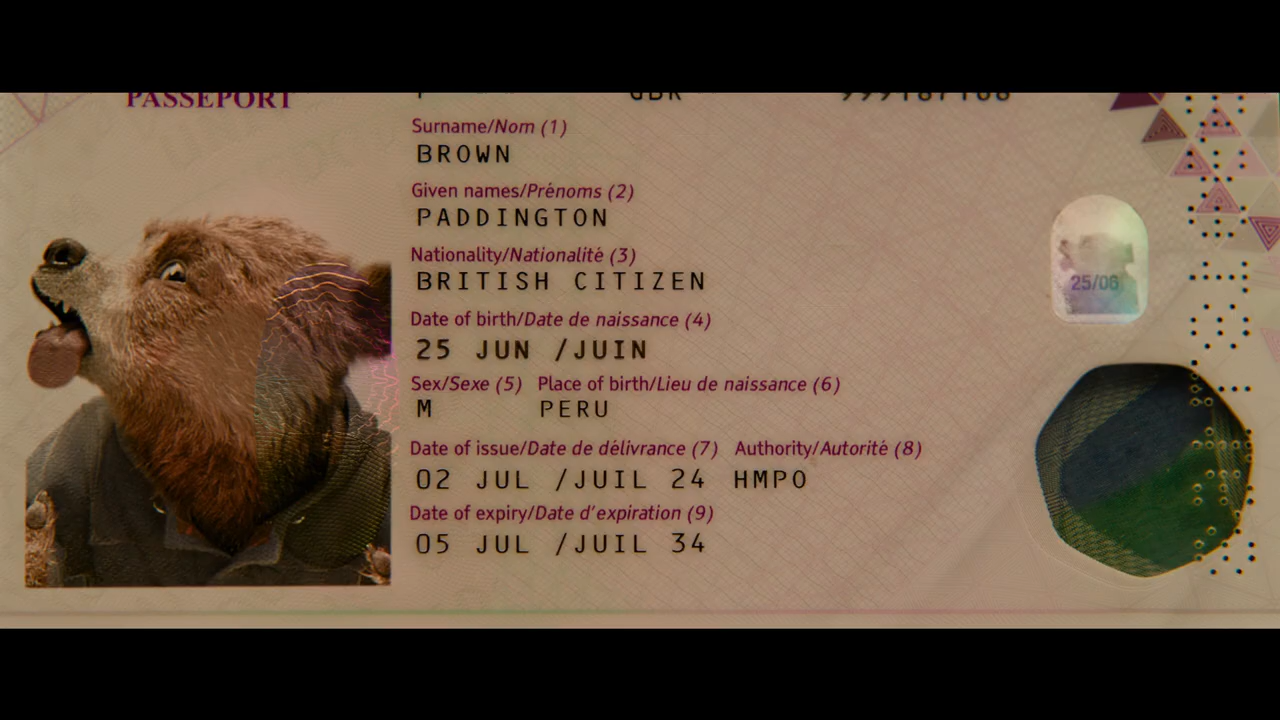 PASSEPORT
Surname/Nom (1)
BROWN
Given names/Prénoms (2)
PADDINGTON
Nationality/Nationalité (3)
BRITISH CITIZEN
Date of birth/Date de naissance (4)
25 JUN /JUIN
Sex/Sexe (5) Place of birth/Lieu de naissance (6)
M PERU
Date of issue/Date de délivrance (7) Authority/Autorité (8)
02 JUL /JUIL 24 HMPO
Date of expiry/Date d'expiration (9)
05 JUL /JUIL 34
25/06